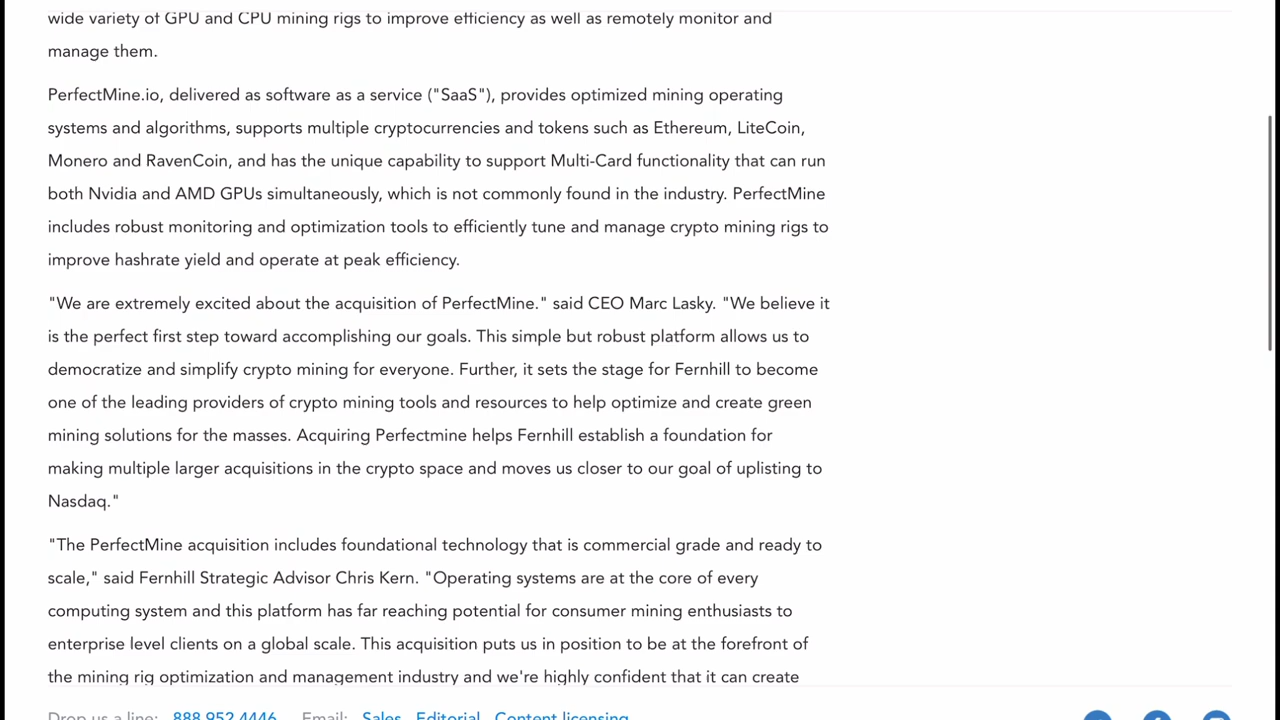 wide variety of GPU and CPU mining rigs to improve efficiency as well as remotely monitor and
manage them.
PerfectMine.io, delivered as software as a service ("SaaS"), provides optimized mining operating
systems and algorithms, supports multiple cryptocurrencies and tokens such as Ethereum, LiteCoin,
Monero and RavenCoin, and has the unique capability to support Multi-Card functionality that can run
both Nvidia and AMD GPUs simultaneously, which is not commonly found in the industry. PerfectMine
includes robust monitoring and optimization tools to efficiently tune and manage crypto mining rigs to
improve hashrate yield and operate at peak efficiency.
"We are extremely excited about the acquisition of PerfectMine." said CEO Marc Lasky. "We believe it
is the perfect first step toward accomplishing our goals. This simple but robust platform allows us to
democratize and simplify crypto mining for everyone. Further, it sets the stage for Fernhill to become
one of the leading providers of crypto mining tools and resources to help optimize and create green
mining solutions for the masses. Acquiring Perfectmine helps Fernhill establish a foundation for
making multiple larger acquisitions in the crypto space and moves us closer to our goal of uplisting to
Nasdaq."
"The PerfectMine acquisition includes foundational technology that is commercial grade and ready to
scale," said Fernhill Strategic Advisor Chris Kern. "Operating systems are at the core of every
computing system and this platform has far reaching potential for consumer mining enthusiasts to
enterprise level clients on a global scale. This acquisition puts us in position to be at the forefront of
the mining rig optimization and management industry and we're highly confident that it can create
Drop us a line: 888.952.4446 Email: Sales Editorial Content licensing